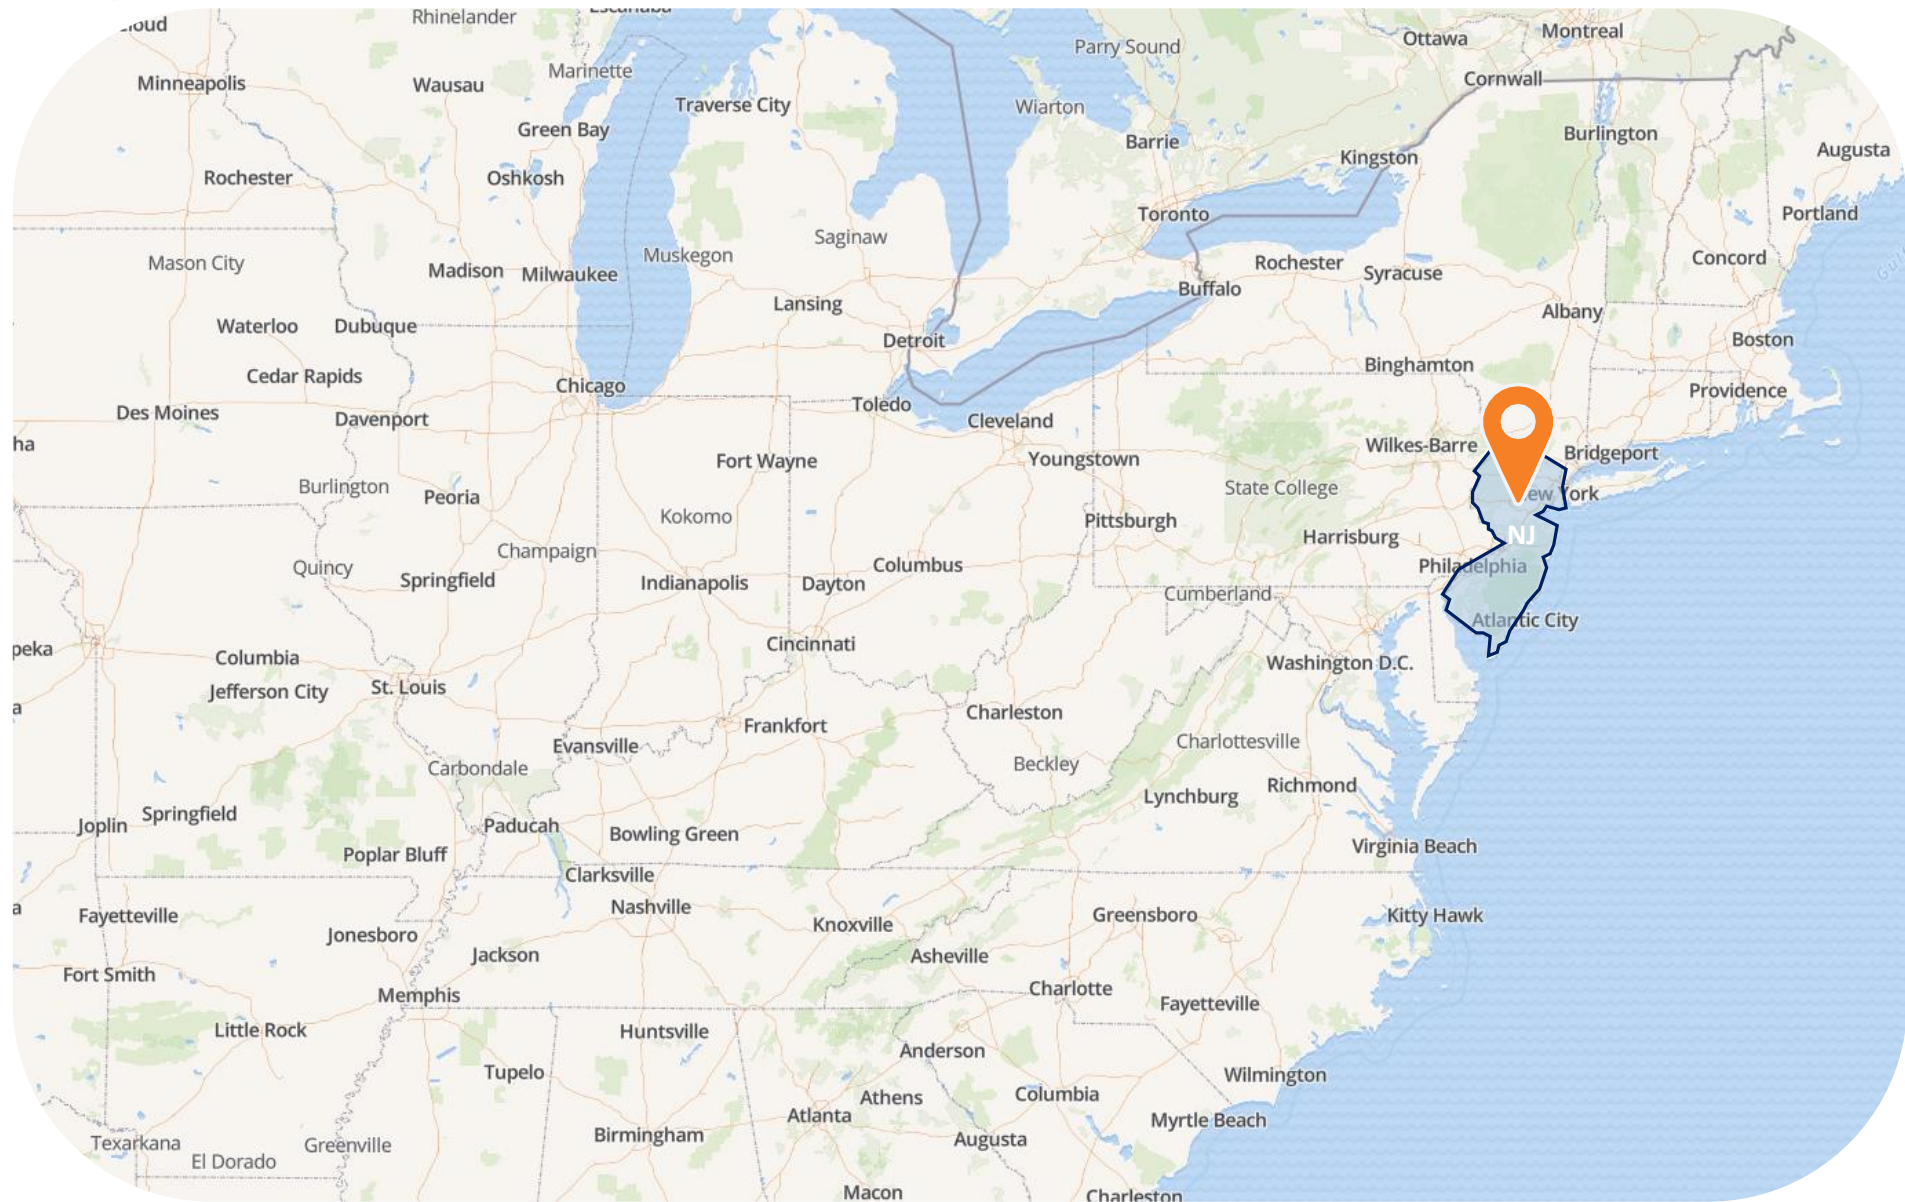 Escanaba
Rhinelander
Parry Sound
Ottawa
Montreal
Minneapolis
Wausau
Marinette
Traverse City
Wiarton
Cornwall
Green Bay
Barrie
Burlington
Augusta
Rochester
Oshkosh
Kingston
Toronto
Portland
Saginaw
Mason City
Madison
Milwaukee
Muskegon
Rochester
Syracuse
Concord
Buffalo
Lansing
Albany
Waterloo
Dubuque
Detroit
Boston
Binghamton
Cedar Rapids
Chicago
Providence
Des Moines
Davenport
Toledo
Cleveland
ha
Wilkes-Barre
Bridgeport
Fort Wayne
Youngstown
Burlington
Peoria
State College
ew York
Kokomo
Pittsburgh
Harrisburg
NJ
Champaign
Quincy
Springfield
Indianapolis
Dayton
Columbus
Philadelphia
Cumberland
Atlantic City
peka
Columbia
Cincinnati
Washington D.C.
Jefferson City
St. Louis
a
Charleston
Frankfort
Evansville
Charlottesville
Carbondale
Beckley
Richmond
Lynchburg
Springfield
Joplin
Paducah
Bowling Green
Virginia Beach
Poplar Bluff
Clarksville
a
Fayetteville
Nashville
Knoxville
Greensboro
Kitty Hawk
Jonesboro
Jackson
Asheville
Fort Smith
Memphis
Charlotte
Fayetteville
Little Rock
Huntsville
Anderson
Tupelo
Wilmington
Athens
Columbia
Atlanta
Myrtle Beach
Texarkana
Greenville
Birmingham
Augusta
El Dorado
Macon
Charleston